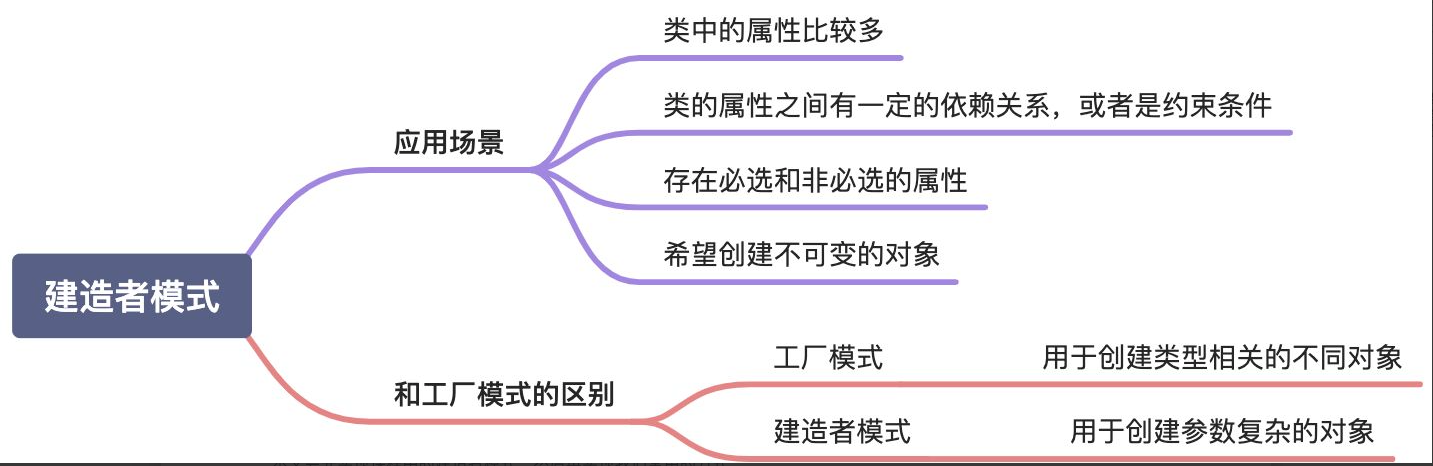 类中的属性比较多
类的属性之间有一定的依赖关系，或者是约束条件
应用场景
存在必选和非必选的属性
希望创建不可变的对象
建造者模式
工厂模式 用于创建类型相关的不同对象
和工厂模式的区别
建造者模式 用于创建参数复杂的对象